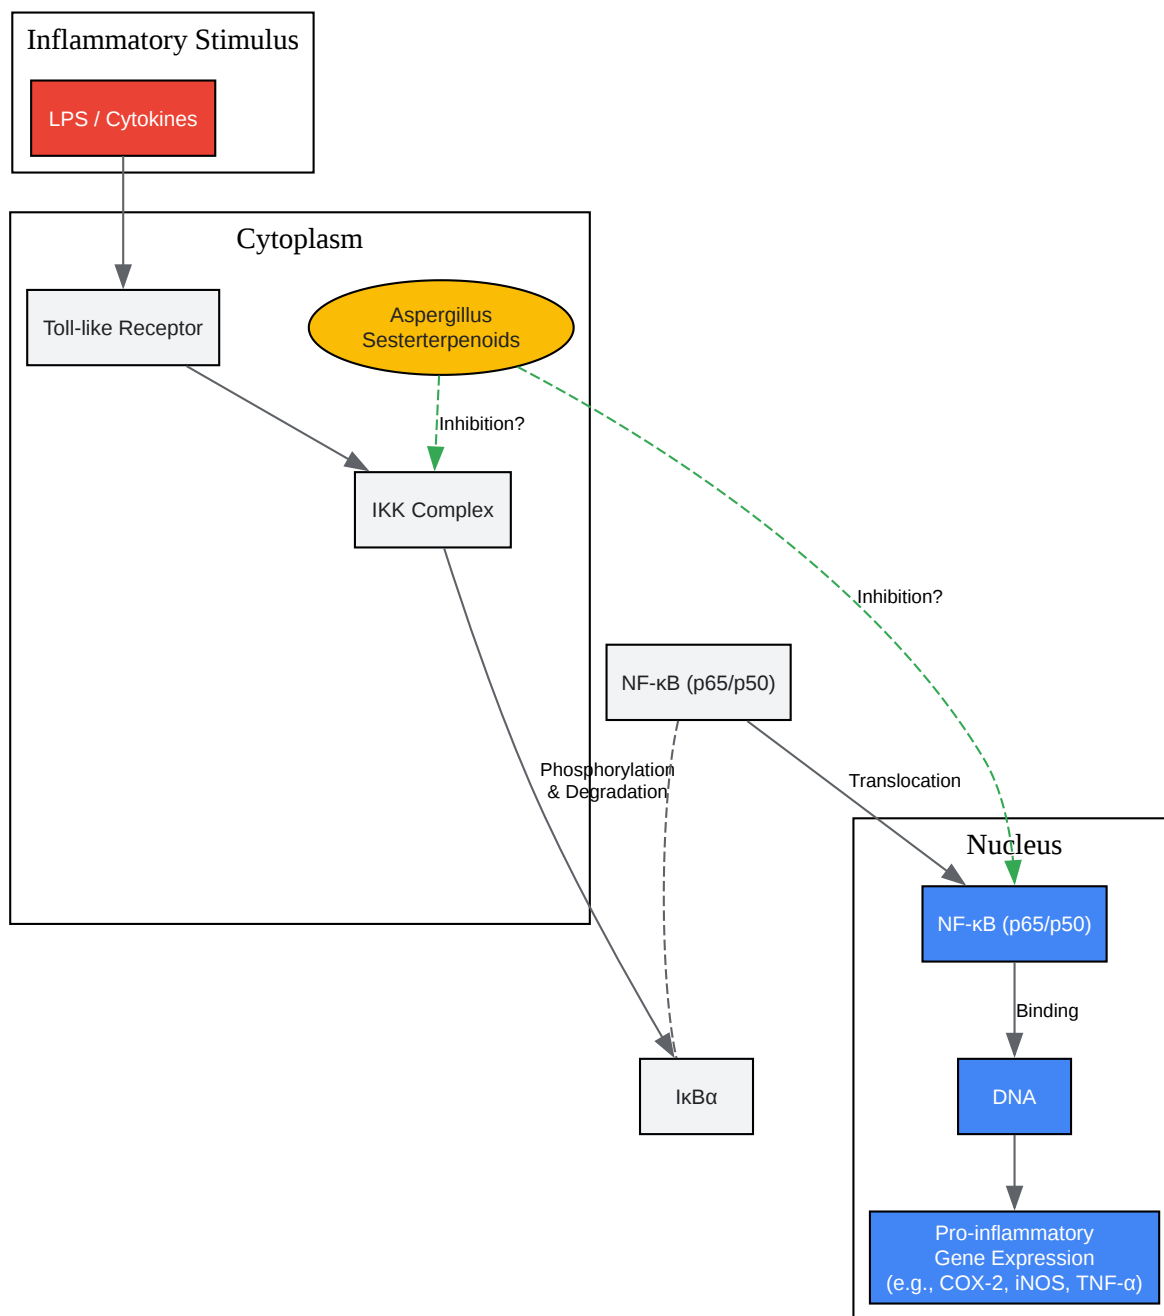 Inflammatory Stimulus
LPS / Cytokines
Cytoplasm
Toll-like Receptor
Aspergillus
Sesterterpenoids
Inhibition?
IKK Complex
Inhibition?
NF-κB (p65/p50)
Phosphorylation
& Degradation
Translocation
Nucleus
NF-κB (p65/p50)
Binding
IκBα
DNA
Pro-inflammatory
Gene Expression
(e.g., COX-2, iNOS, TNF-α)